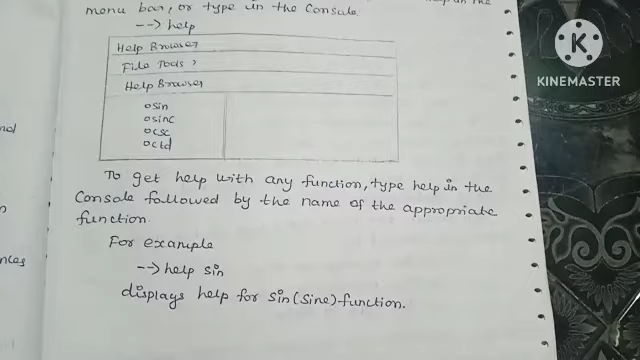 menu bar, or type in the Console.
--> help
Help Browser
File Tools ?
Help Browser
o sin
o sinc
o csc
o ctd
To get help with any function, type help in the
Console followed by the name of the appropriate
function.
For example
--> help sin
displays help for sin (sine) function.
nces
KINEMASTER